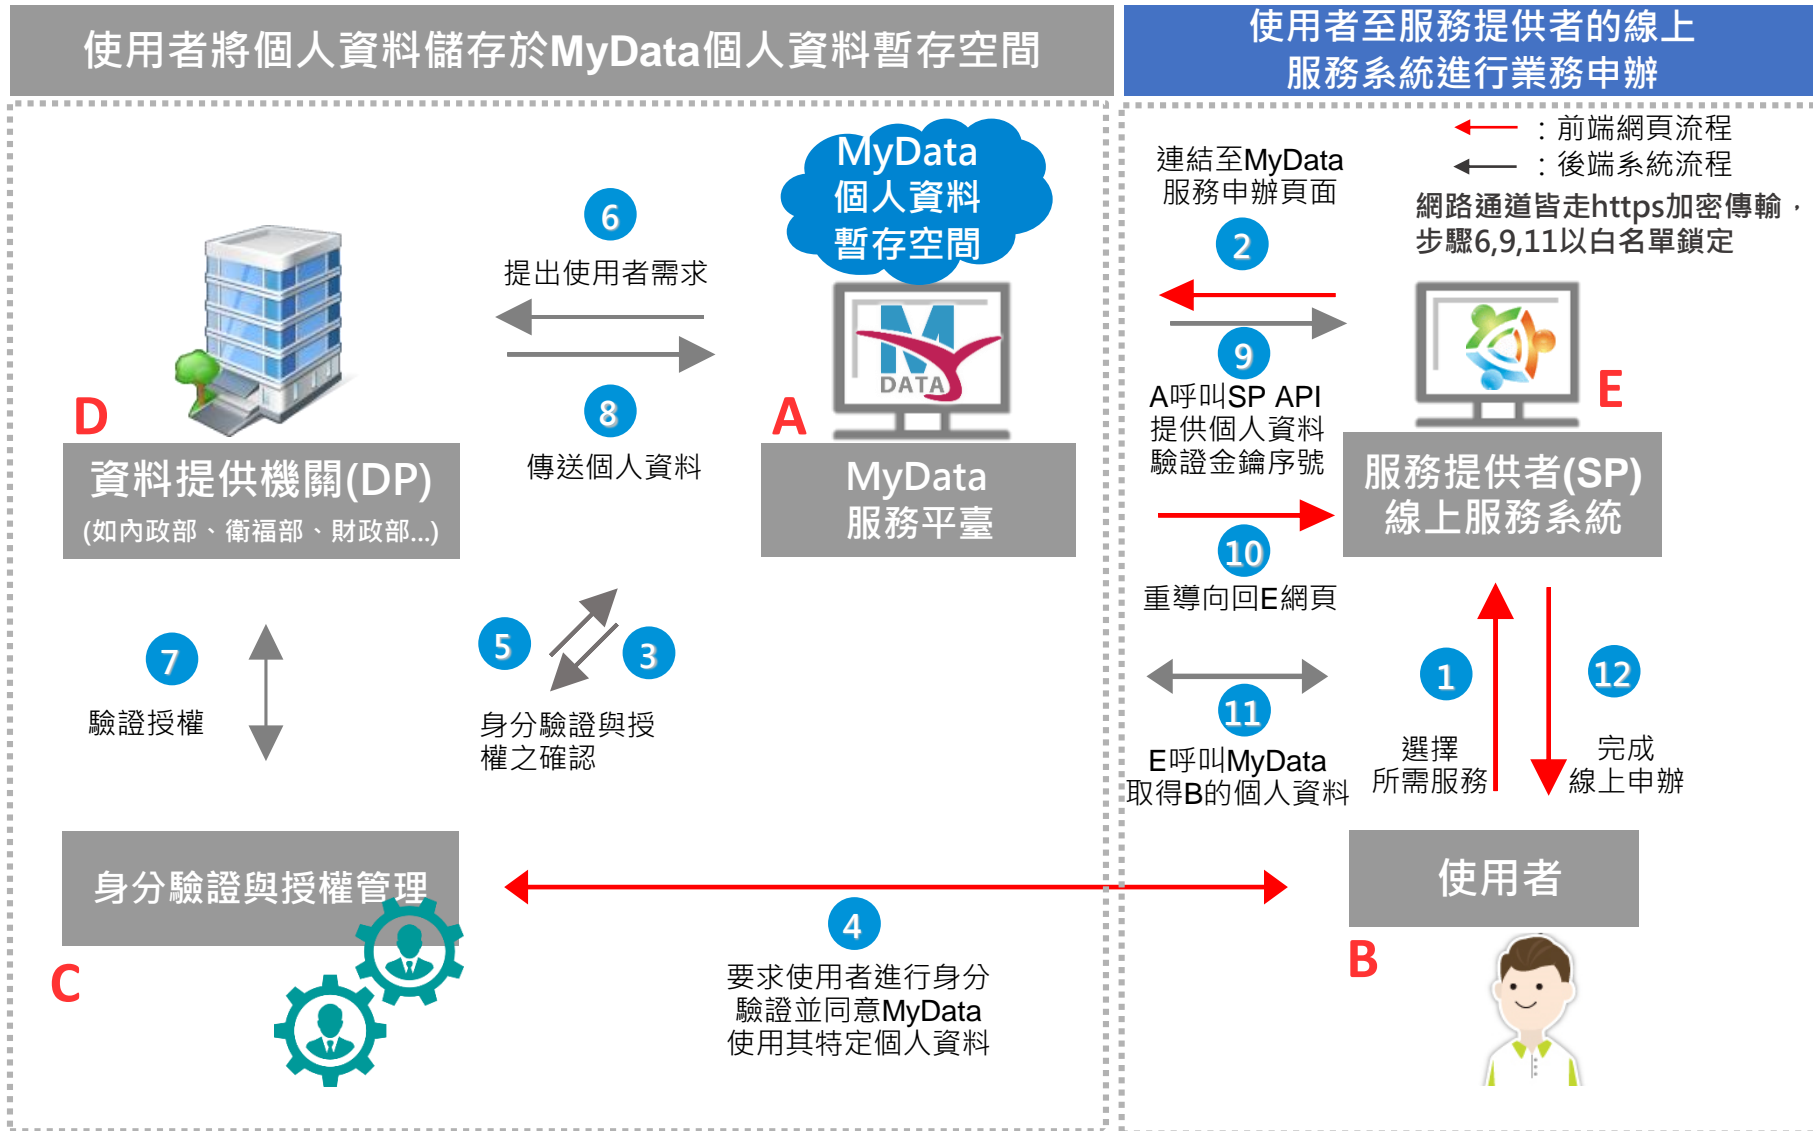 使用者將個人資料儲存於MyData個人資料暫存空間
使用者至服務提供者的線上
服務系統進行業務申辦
：前端網頁流程
：後端系統流程
網路通道皆走https加密傳輸，
步驟6,9,11以白名單鎖定
MyData
個人資料
暫存空間
6
提出使用者需求
8
傳送個人資料
D
資料提供機關(DP)
(如內政部、衛福部、財政部...)
A
M
DATA
MyData
服務平臺
連結至MyData
服務申辦頁面
2
9
A呼叫SP API
提供個人資料
驗證金鑰序號
10
重導向回E網頁
11
E呼叫MyData
取得B的個人資料
E
服務提供者(SP)
線上服務系統
1
選擇
所需服務
12
完成
線上申辦
7
驗證授權
5
3
身分驗證與授
權之確認
身分驗證與授權管理
C
4
要求使用者進行身分
驗證並同意MyData
使用其特定個人資料
使用者
B